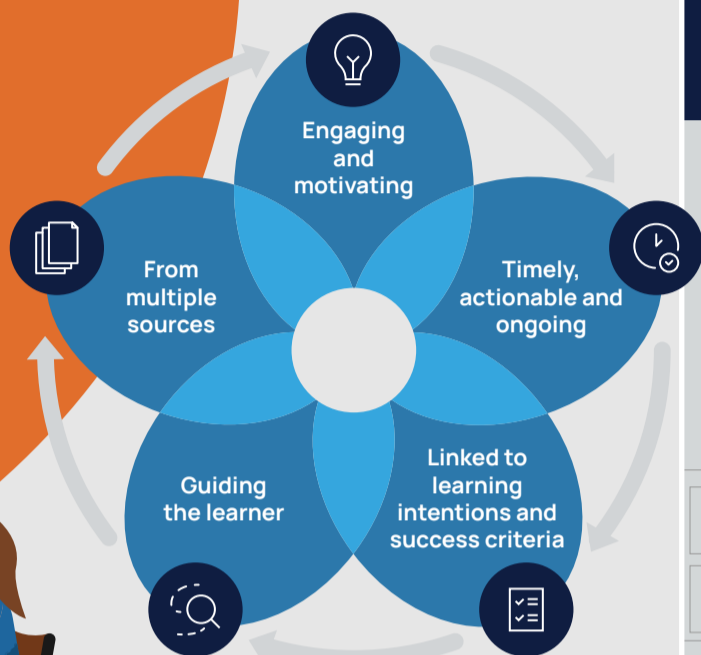 Engaging
and
motivating
Timely,
actionable and
ongoing
Linked to
learning
intentions and
success criteria
Guiding
the learner
From
multiple
sources